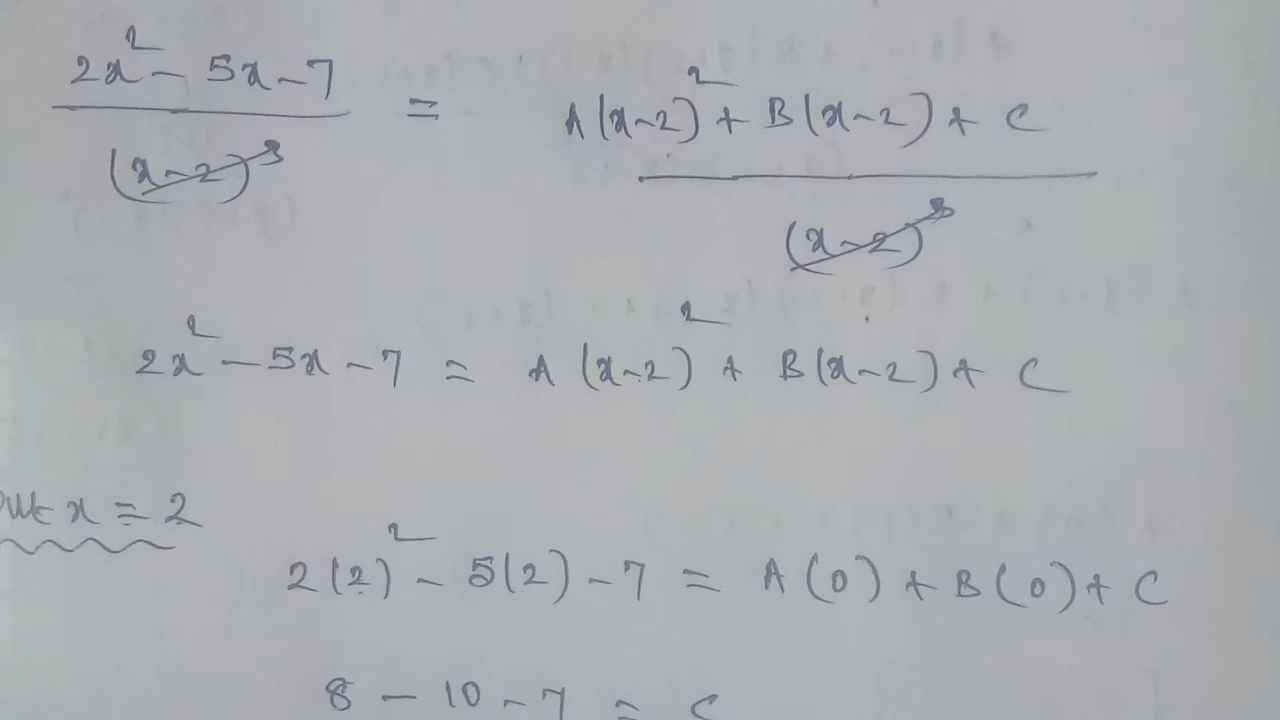 2x² - 5x - 7 / (x-2)³ = A(x-2)² + B(x-2) + C / (x-2)³
2x² - 5x - 7 = A(x-2)² + B(x-2) + C
x = 2
2(2)² - 5(2) - 7 = A(0) + B(0) + C
8 - 10 - 7 = C